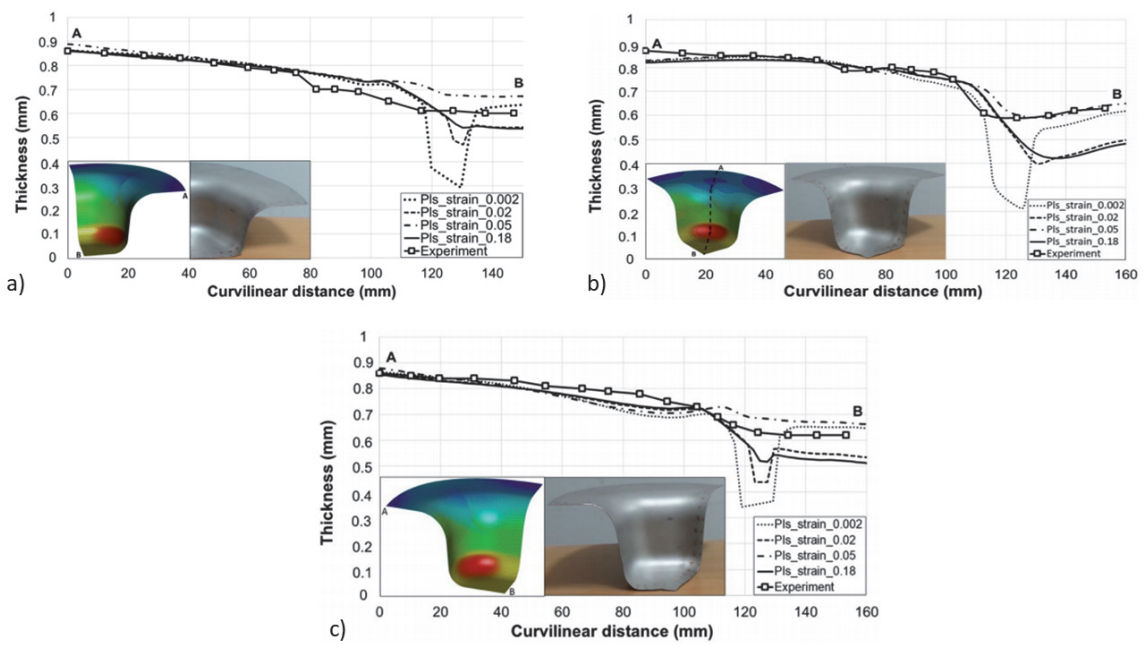 A
B
Thickness (mm)
1
0.9
0.8
0.7
0.6
0.5
0.4
0.3
0.2
0.1
0
A
B
Pls_strain_0.002
Pls_strain_0.02
Pls_strain_0.05
Pls_strain_0.18
Experiment
0 20 40 60 80 100 120 140
Curvilinear distance (mm)
a)
A
B
Thickness (mm)
1
0.9
0.8
0.7
0.6
0.5
0.4
0.3
0.2
0.1
0
A
B
Pls_strain_0.002
Pls_strain_0.02
Pls_strain_0.05
Pls_strain_0.18
Experiment
0 20 40 60 80 100 120 140 160
Curvilinear distance (mm)
b)
A
B
Thickness (mm)
1
0.9
0.8
0.7
0.6
0.5
0.4
0.3
0.2
0.1
0
A
B
Pls_strain_0.002
Pls_strain_0.02
Pls_strain_0.05
Pls_strain_0.18
Experiment
0 20 40 60 80 100 120 140 160
Curvilinear distance (mm)
c)